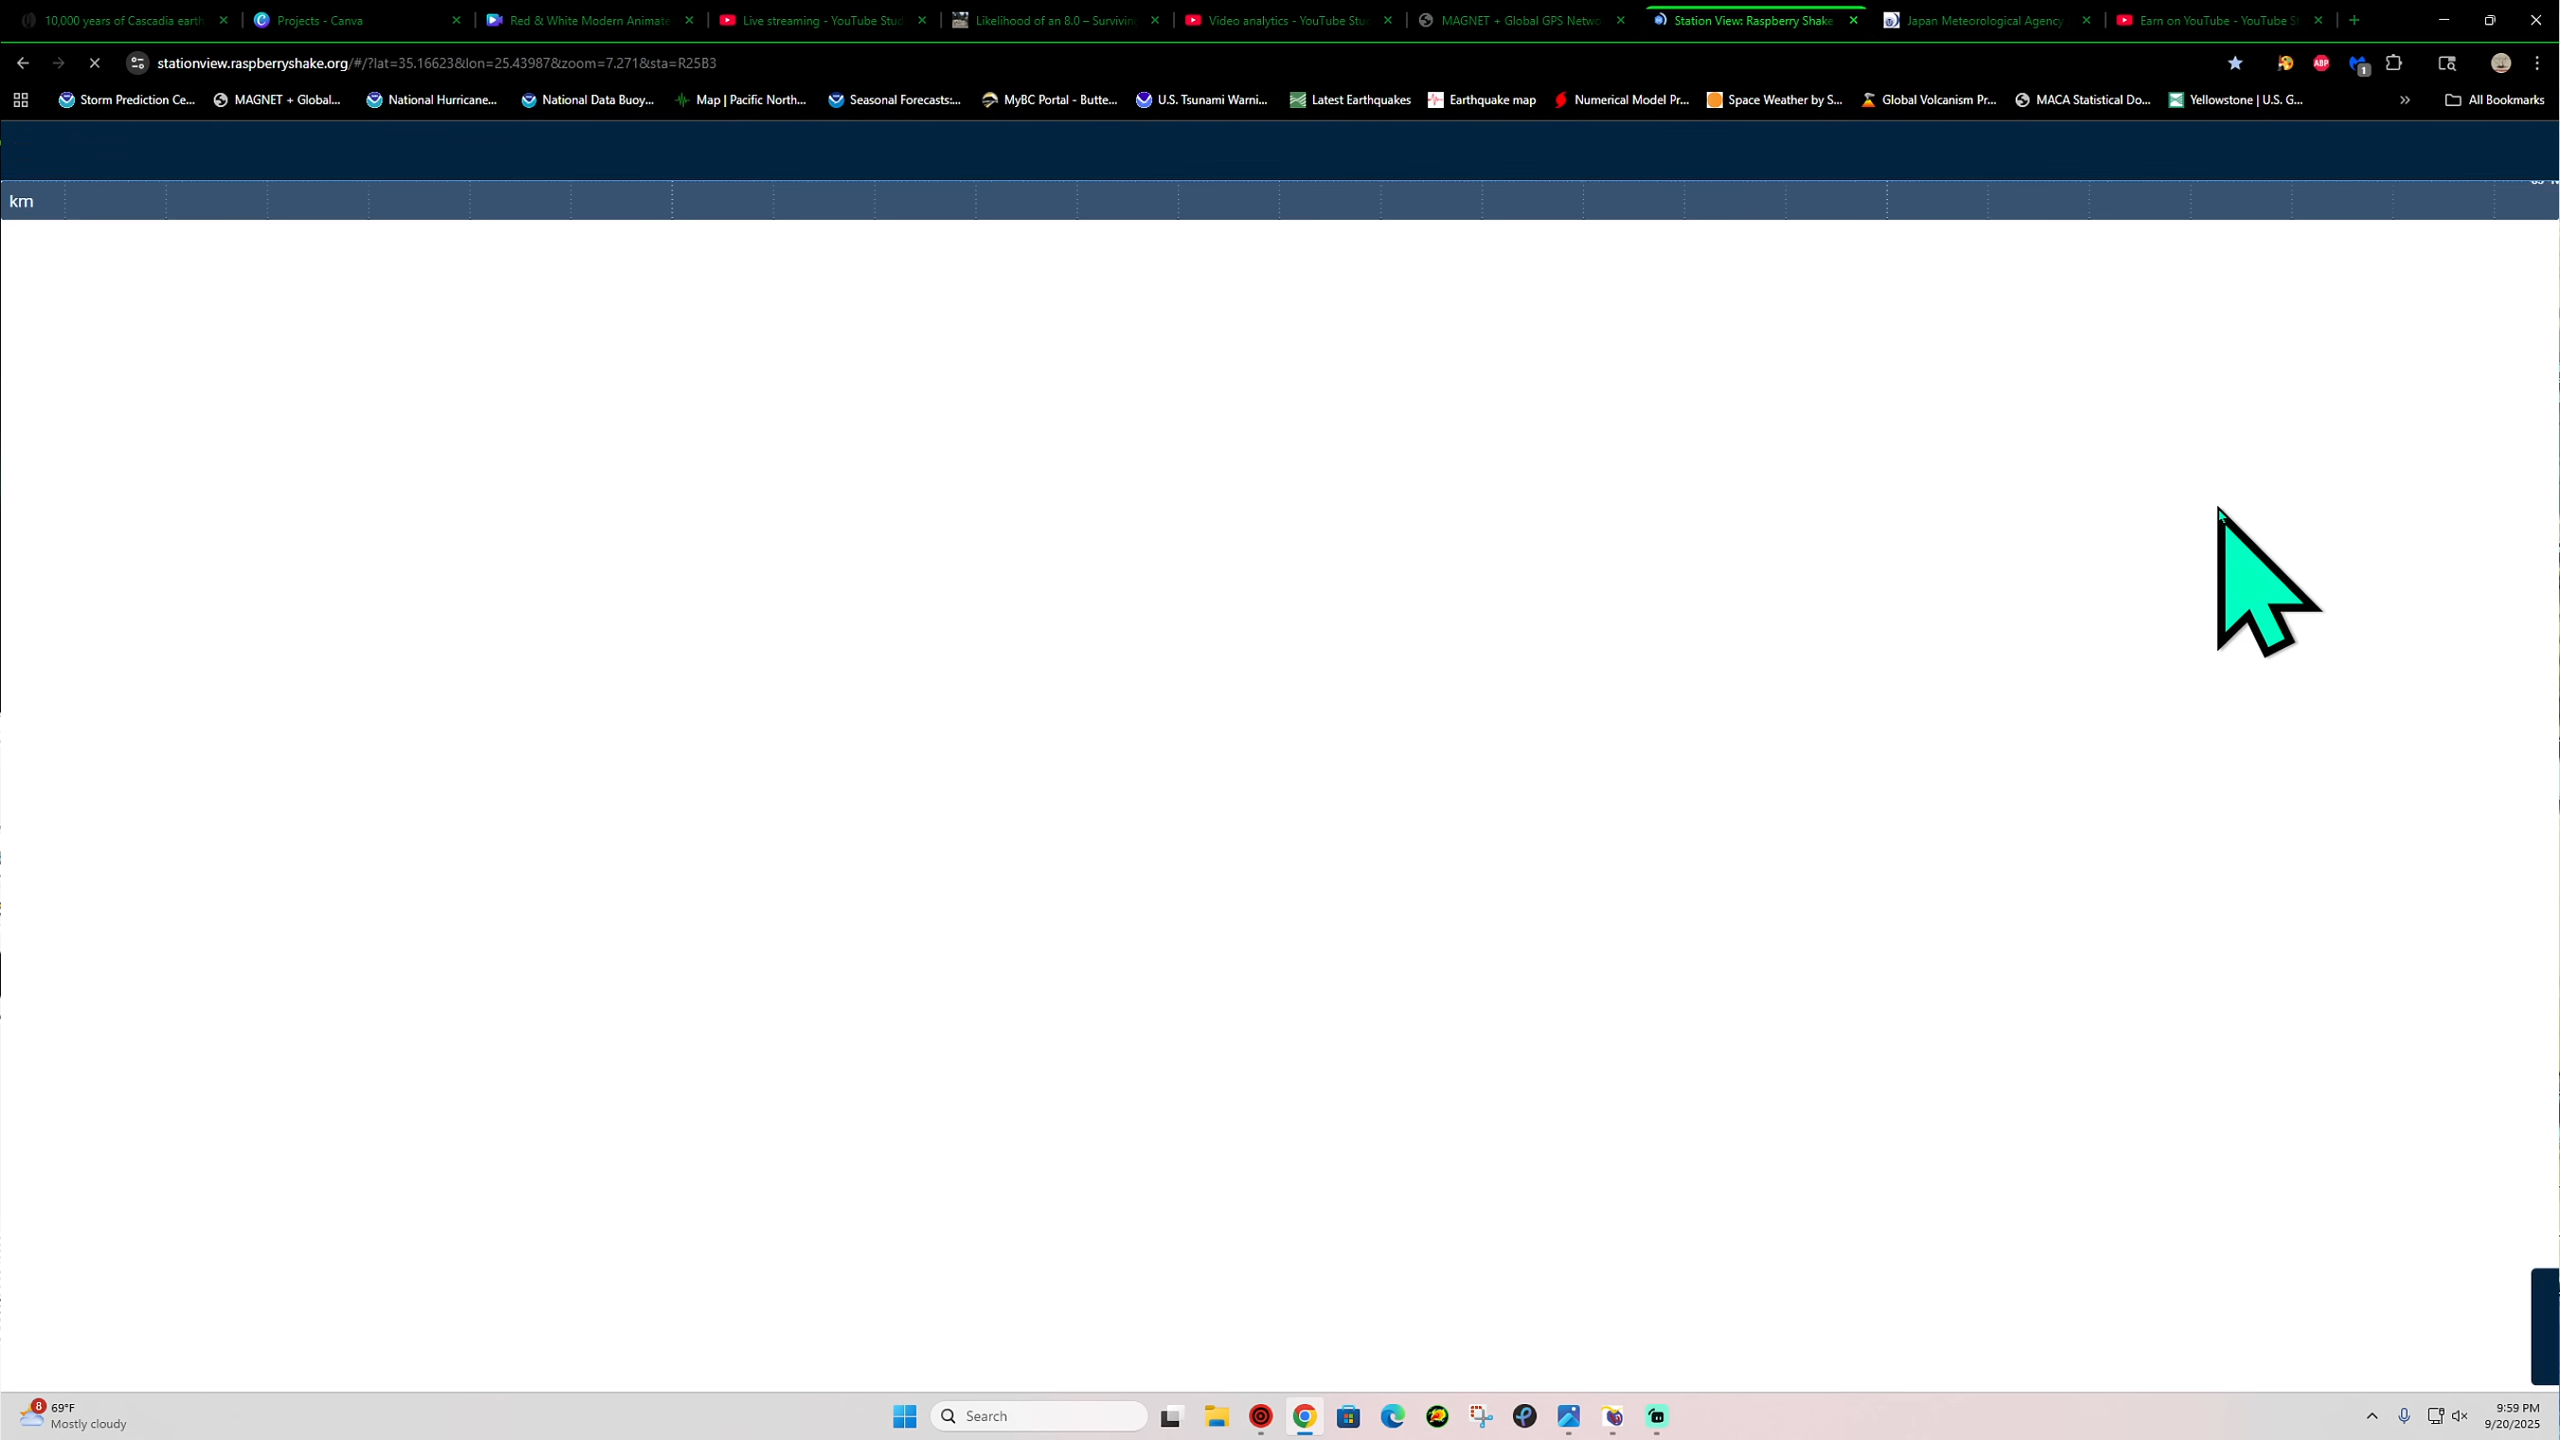 10,000 years of Cascadia earth
Projects - Canva
Red & White Modern Animate
Live streaming - YouTube Stud
Likelihood of an 8.0 – Surviving
Video analytics - YouTube Stu
MAGNET + Global GPS Netwo
Station View: Raspberry Shake
Japan Meteorological Agency
Earn on YouTube - YouTube St
stationview.raspberryshake.org/#/?lat=35.16623&lon=25.43987&zoom=7.271&sta=R25B3
ABP
1
Storm Prediction Ce...
MAGNET + Global...
National Hurricane...
National Data Buoy...
Map | Pacific North...
Seasonal Forecasts:...
MyBC Portal - Butte...
U.S. Tsunami Warni...
Latest Earthquakes
Earthquake map
Numerical Model Pr...
Space Weather by S...
Global Volcanism Pr...
MACA Statistical Do...
Yellowstone | U.S. G...
»
All Bookmarks
km
8
69°F
Mostly cloudy
Search
9:59 PM
9/20/2025